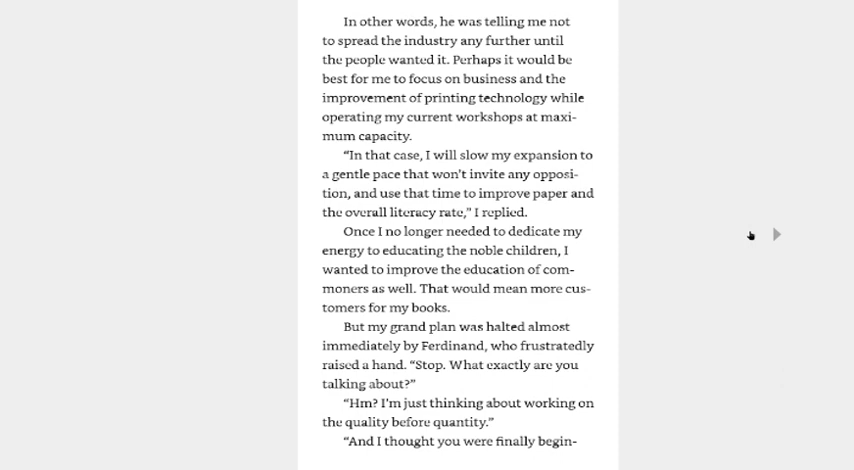 In other words, he was telling me not
to spread the industry any further until
the people wanted it. Perhaps it would be
best for me to focus on business and the
improvement of printing technology while
operating my current workshops at maxi-
mum capacity.
“In that case, I will slow my expansion to
a gentle pace that won’t invite any opposi-
tion, and use that time to improve paper and
the overall literacy rate,” I replied.
Once I no longer needed to dedicate my
energy to educating the noble children, I
wanted to improve the education of com-
moners as well. That would mean more cus-
tomers for my books.
But my grand plan was halted almost
immediately by Ferdinand, who frustratedly
raised a hand. “Stop. What exactly are you
talking about?”
“Hm? I’m just thinking about working on
the quality before quantity.”
“And I thought you were finally begin-